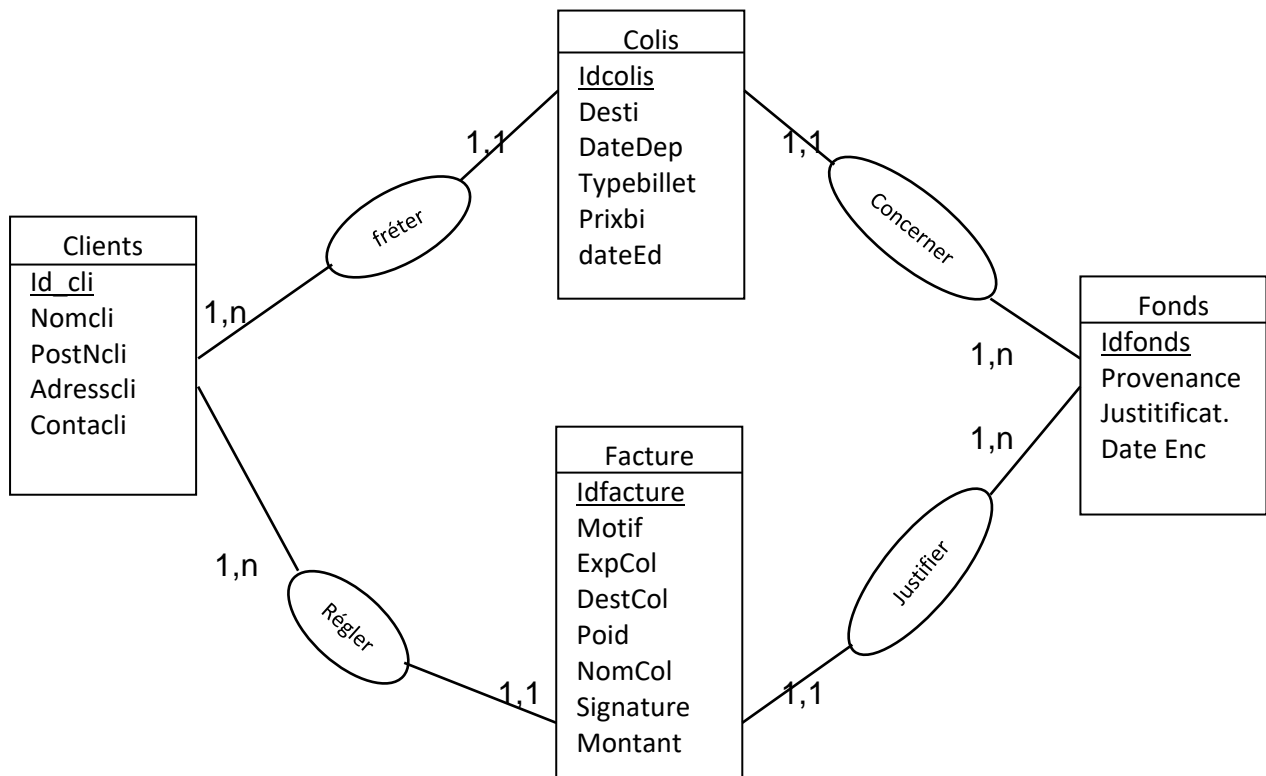 Colis
Idcolis
Desti
DateDep
Typebillet
Prixbi
dateEd
1,1
1,1
fréter
Concerner
Clients
Id_cli
Nomcli
PostNcli
Adresscli
Contacli
1,n
1,n
Fonds
Idfonds
Provenance
Justitificat.
Date Enc
1,n
1,n
Facture
Idfacture
Motif
ExpCol
DestCol
Poid
NomCol
Signature
Montant
Régler
Justifier
1,1
1,1